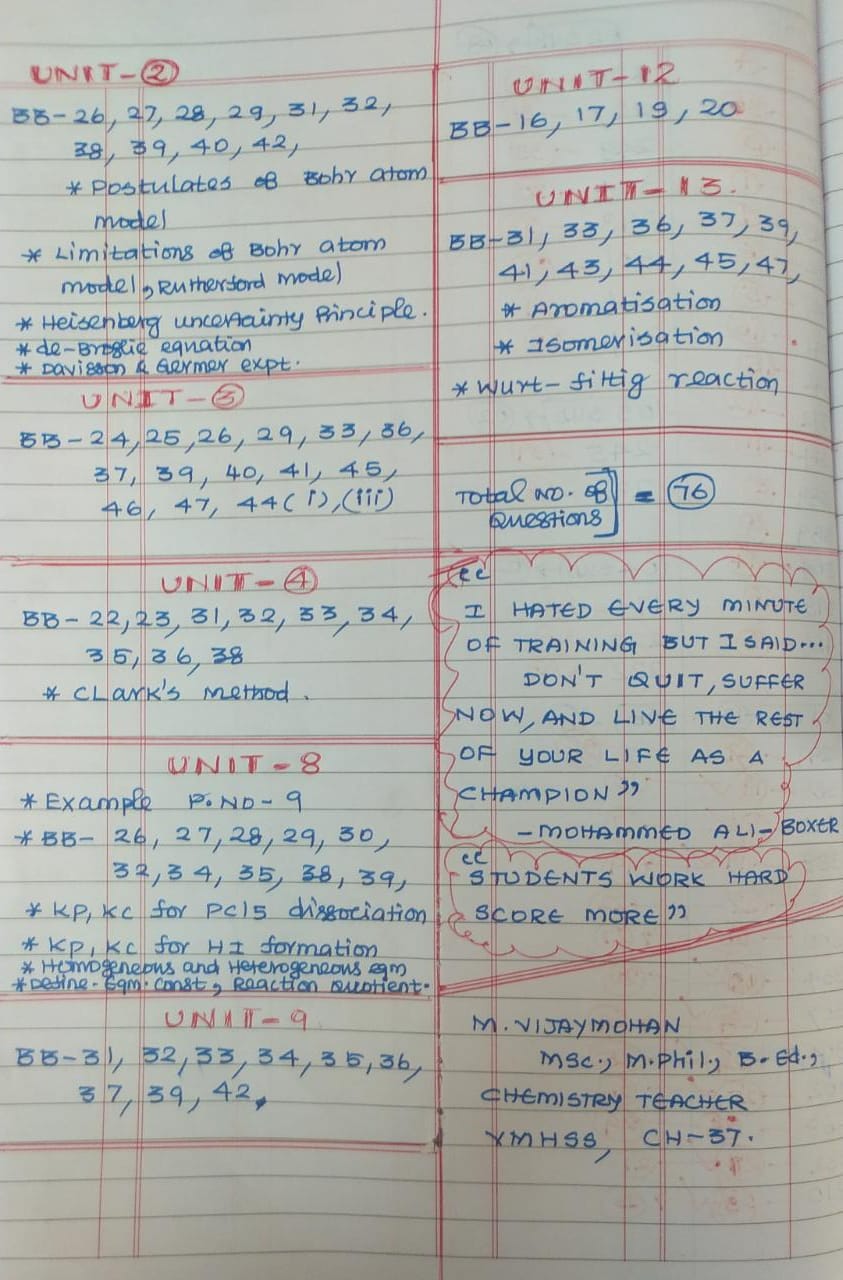 UNIT-②
BB-26, 27, 28, 29, 31, 32,
38, 39, 40, 42,
* Postulates of Bohr atom
model
* Limitations of Bohr atom
model, Rutherford model
* Heisenberg uncertainty Principle.
* de-Broglie equation
* Davisson & Germer expt.
UNIT-③
BB-24, 25, 26, 29, 33, 36,
37, 39, 40, 41, 45,
46, 47, 44(i),(iii)
UNIT-④
BB-22, 23, 31, 32, 33, 34,
35, 36, 38
* CLark's method.
UNIT-8
* Example P.NO-9
* BB- 26, 27, 28, 29, 30,
32, 34, 35, 38, 39,
* KP, KC for PCl5 dissociation
* KP, KC for HI formation
* Homogeneous and Heterogeneous eqm
* Define-Eqm.const, Reaction Quotient.
UNIT-9
BB-31, 32, 33, 34, 35, 36,
37, 39, 42.
UNIT-12
BB-16, 17, 19, 20
UNIT-13.
BB-31, 33, 36, 37, 39,
41, 43, 44, 45, 47,
* Aromatisation
* Isomerisation
* Wurt-fittig reaction
Total NO. of
Questions] = 76
"
I HATED EVERY MINUTE
OF TRAINING BUT I SAID...
DON'T QUIT, SUFFER
NOW, AND LIVE THE REST
OF YOUR LIFE AS A
CHAMPION"
-MOHAMMED ALI-BOXER
"
STUDENTS WORK HARD
SCORE MORE"
M.VIJAYMOHAN
MSc., M.Phil., B.Ed.,
CHEMISTRY TEACHER
YMHSS, CH-37.